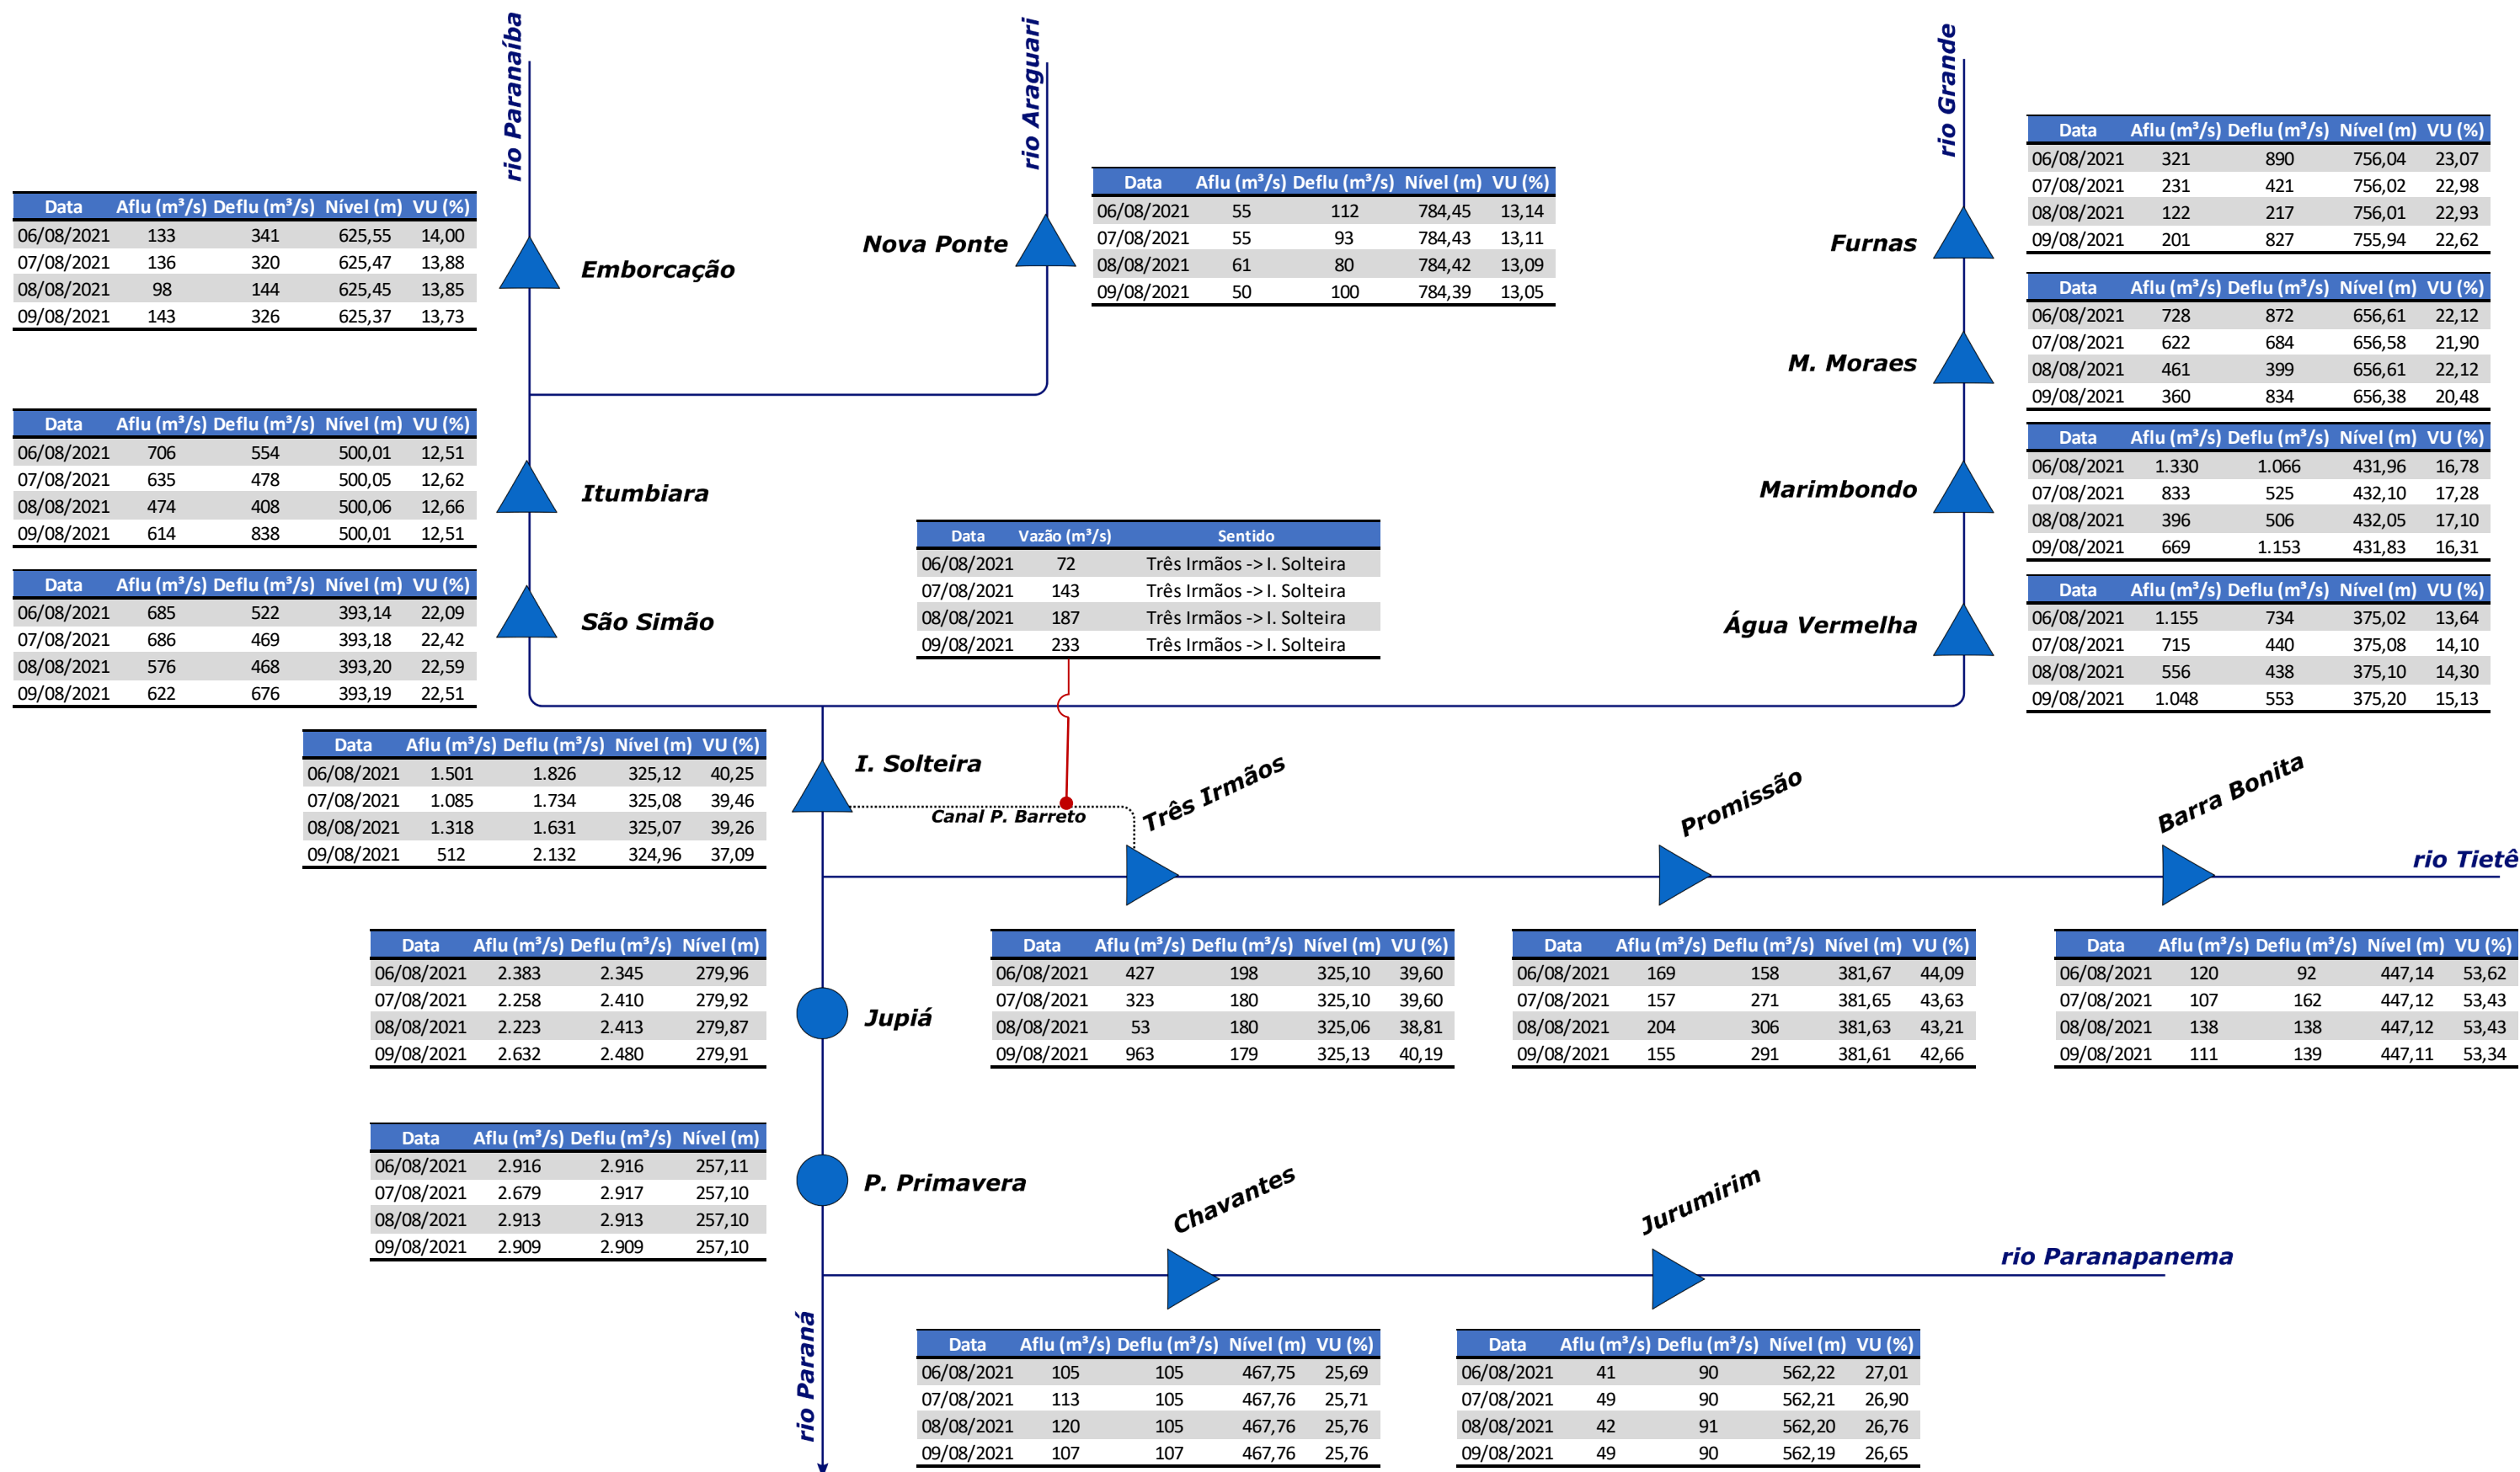 rio Paranaíba
rio Araguari
rio Grande
Data Aflu (m³/s) Deflu (m³/s) Nível (m) VU (%)
06/08/2021 321 890 756,04 23,07
07/08/2021 231 421 756,02 22,98
08/08/2021 122 217 756,01 22,93
09/08/2021 201 827 755,94 22,62
Furnas
Data Aflu (m³/s) Deflu (m³/s) Nível (m) VU (%)
06/08/2021 55 112 784,45 13,14
07/08/2021 55 93 784,43 13,11
08/08/2021 61 80 784,42 13,09
09/08/2021 50 100 784,39 13,05
Nova Ponte
Data Aflu (m³/s) Deflu (m³/s) Nível (m) VU (%)
06/08/2021 133 341 625,55 14,00
07/08/2021 136 320 625,47 13,88
08/08/2021 98 144 625,45 13,85
09/08/2021 143 326 625,37 13,73
Emborcação
Data Aflu (m³/s) Deflu (m³/s) Nível (m) VU (%)
06/08/2021 728 872 656,61 22,12
07/08/2021 622 684 656,58 21,90
08/08/2021 461 399 656,61 22,12
09/08/2021 360 834 656,38 20,48
M. Moraes
Data Aflu (m³/s) Deflu (m³/s) Nível (m) VU (%)
06/08/2021 706 554 500,01 12,51
07/08/2021 635 478 500,05 12,62
08/08/2021 474 408 500,06 12,66
09/08/2021 614 838 500,01 12,51
Itumbiara
Data Aflu (m³/s) Deflu (m³/s) Nível (m) VU (%)
06/08/2021 1.330 1.066 431,96 16,78
07/08/2021 833 525 432,10 17,28
08/08/2021 396 506 432,05 17,10
09/08/2021 669 1.153 431,83 16,31
Marimbondo
Data Vazão (m³/s) Sentido
06/08/2021 72 Três Irmãos -> I. Solteira
07/08/2021 143 Três Irmãos -> I. Solteira
08/08/2021 187 Três Irmãos -> I. Solteira
09/08/2021 233 Três Irmãos -> I. Solteira
Data Aflu (m³/s) Deflu (m³/s) Nível (m) VU (%)
06/08/2021 685 522 393,14 22,09
07/08/2021 686 469 393,18 22,42
08/08/2021 576 468 393,20 22,59
09/08/2021 622 676 393,19 22,51
São Simão
Data Aflu (m³/s) Deflu (m³/s) Nível (m) VU (%)
06/08/2021 1.155 734 375,02 13,64
07/08/2021 715 440 375,08 14,10
08/08/2021 556 438 375,10 14,30
09/08/2021 1.048 553 375,20 15,13
Água Vermelha
Data Aflu (m³/s) Deflu (m³/s) Nível (m) VU (%)
06/08/2021 1.501 1.826 325,12 40,25
07/08/2021 1.085 1.734 325,08 39,46
08/08/2021 1.318 1.631 325,07 39,26
09/08/2021 512 2.132 324,96 37,09
I. Solteira
Canal P. Barreto
Três Irmãos
Promissão
Barra Bonita
rio Tietê
Data Aflu (m³/s) Deflu (m³/s) Nível (m)
06/08/2021 2.383 2.345 279,96
07/08/2021 2.258 2.410 279,92
08/08/2021 2.223 2.413 279,87
09/08/2021 2.632 2.480 279,91
Jupiá
Data Aflu (m³/s) Deflu (m³/s) Nível (m) VU (%)
06/08/2021 427 198 325,10 39,60
07/08/2021 323 180 325,10 39,60
08/08/2021 53 180 325,06 38,81
09/08/2021 963 179 325,13 40,19
Data Aflu (m³/s) Deflu (m³/s) Nível (m) VU (%)
06/08/2021 169 158 381,67 44,09
07/08/2021 157 271 381,65 43,63
08/08/2021 204 306 381,63 43,21
09/08/2021 155 291 381,61 42,66
Data Aflu (m³/s) Deflu (m³/s) Nível (m) VU (%)
06/08/2021 120 92 447,14 53,62
07/08/2021 107 162 447,12 53,43
08/08/2021 138 138 447,12 53,43
09/08/2021 111 139 447,11 53,34
Data Aflu (m³/s) Deflu (m³/s) Nível (m)
06/08/2021 2.916 2.916 257,11
07/08/2021 2.679 2.917 257,10
08/08/2021 2.913 2.913 257,10
09/08/2021 2.909 2.909 257,10
P. Primavera
Chavantes
Jurumirim
rio Paranapanema
rio Paraná
Data Aflu (m³/s) Deflu (m³/s) Nível (m) VU (%)
06/08/2021 105 105 467,75 25,69
07/08/2021 113 105 467,76 25,71
08/08/2021 120 105 467,76 25,76
09/08/2021 107 107 467,76 25,76
Data Aflu (m³/s) Deflu (m³/s) Nível (m) VU (%)
06/08/2021 41 90 562,22 27,01
07/08/2021 49 90 562,21 26,90
08/08/2021 42 91 562,20 26,76
09/08/2021 49 90 562,19 26,65